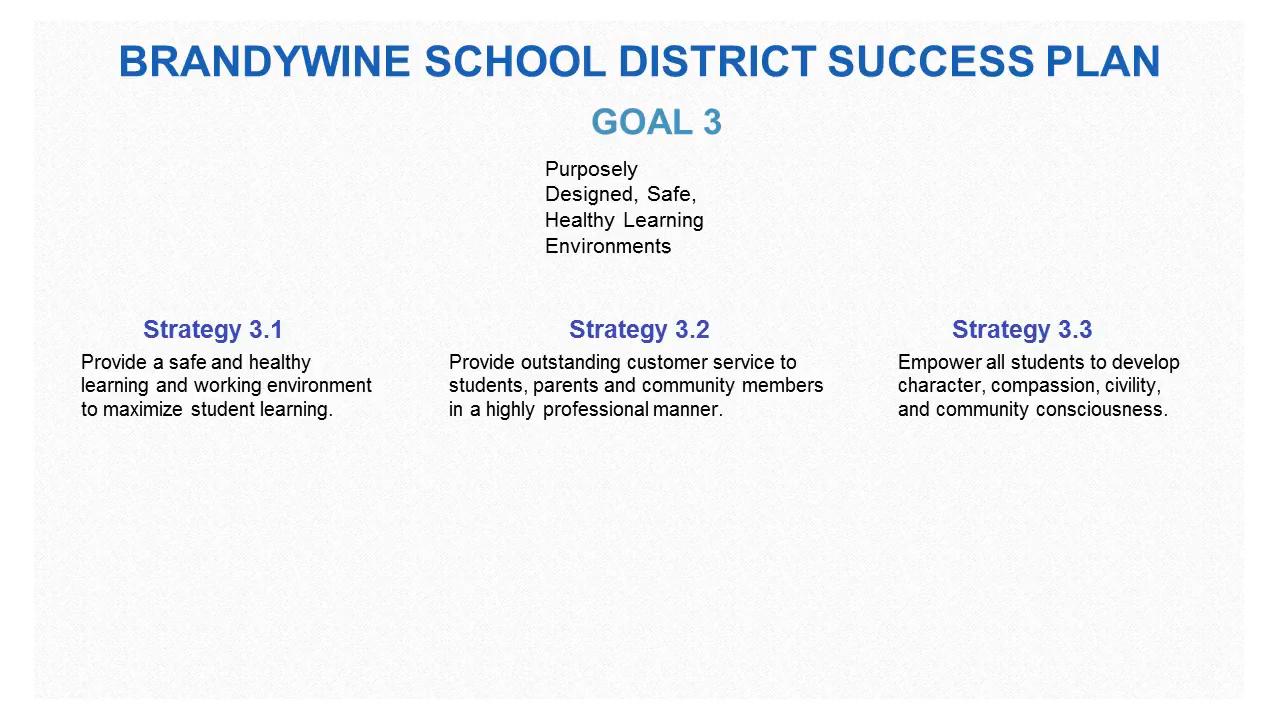 BRANDYWINE SCHOOL DISTRICT SUCCESS PLAN
GOAL 3
Purposely
Designed, Safe,
Healthy Learning
Environments
Strategy 3.1
Provide a safe and healthy
learning and working environment
to maximize student learning.
Strategy 3.2
Provide outstanding customer service to
students, parents and community members
in a highly professional manner.
Strategy 3.3
Empower all students to develop
character, compassion, civility,
and community consciousness.